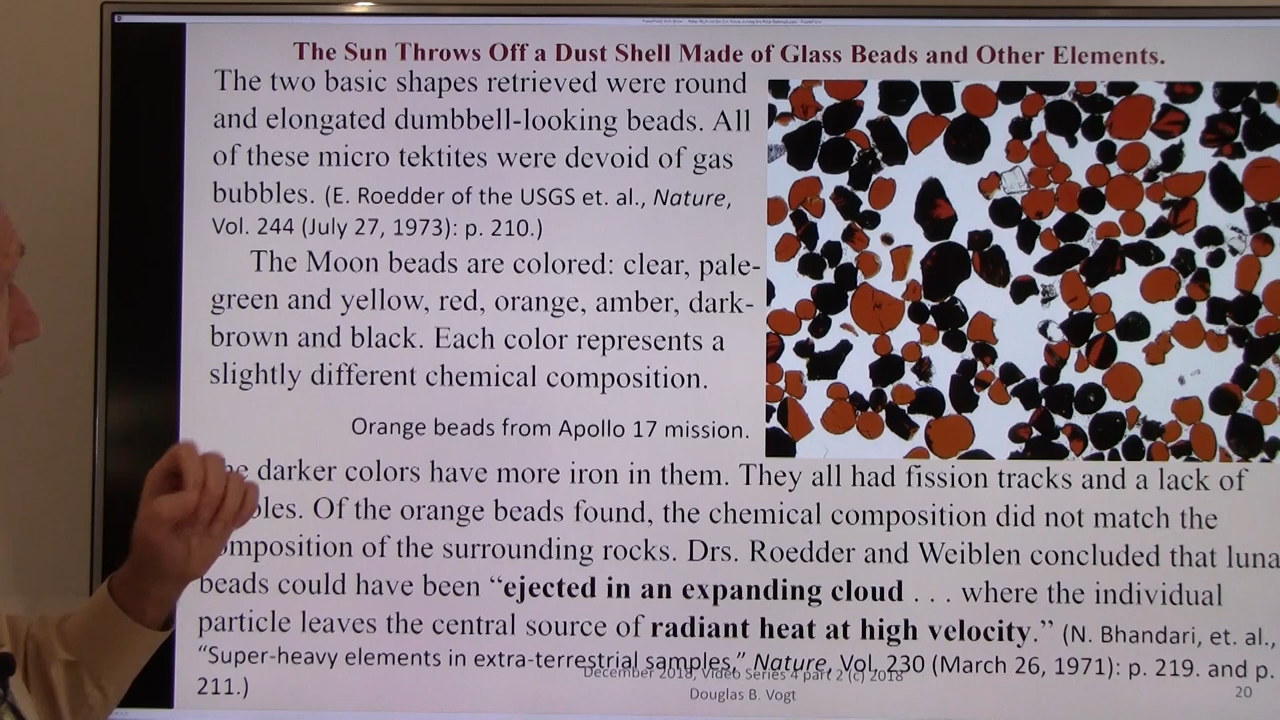 The Sun Throws Off a Dust Shell Made of Glass Beads and Other Elements.
The two basic shapes retrieved were round
and elongated dumbbell-looking beads. All
of these micro tektites were devoid of gas
bubbles. (E. Roedder of the USGS et. al., Nature,
Vol. 244 (July 27, 1973): p. 210.)
The Moon beads are colored: clear, pale-
green and yellow, red, orange, amber, dark-
brown and black. Each color represents a
slightly different chemical composition.
Orange beads from Apollo 17 mission.
darker colors have more iron in them. They all had fission tracks and a lack of
Of the orange beads found, the chemical composition did not match the
omposition of the surrounding rocks. Drs. Roedder and Weiblen concluded that luna
beads could have been “ejected in an expanding cloud . . . where the individual
particle leaves the central source of radiant heat at high velocity.” (N. Bhandari, et. al.,
“Super-heavy elements in extra-terrestrial samples,” Nature, Vol. 230 (March 26, 1971): p. 219. and p.
211.)
December 2018, Video Series 4 part 2 (c) 2018
Douglas B. Vogt
20